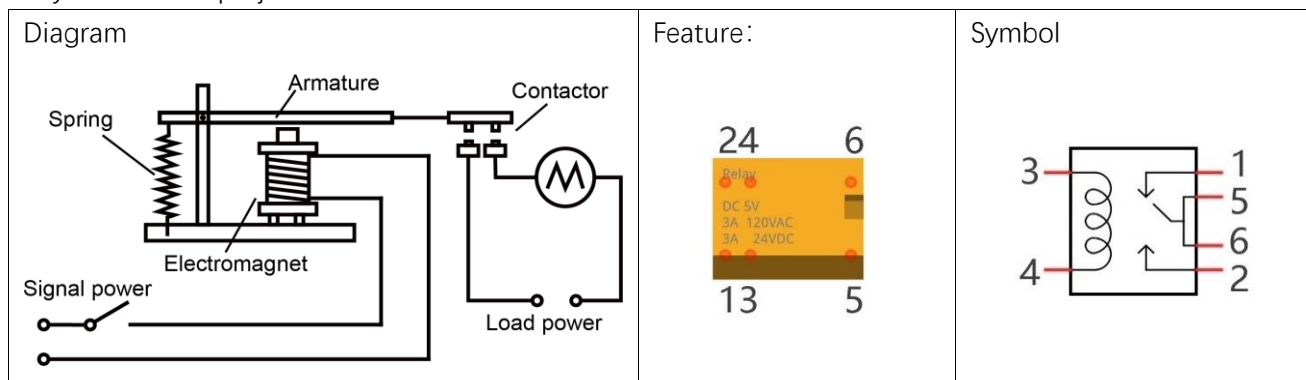 Diagram
Armature
Contactor
Spring
Electromagnet
Signal power
Load power
Feature：
24 6
Relay
DC 5V
3A 120VAC
3A 24VDC
13 5
Symbol
3
1
5
6
4
2